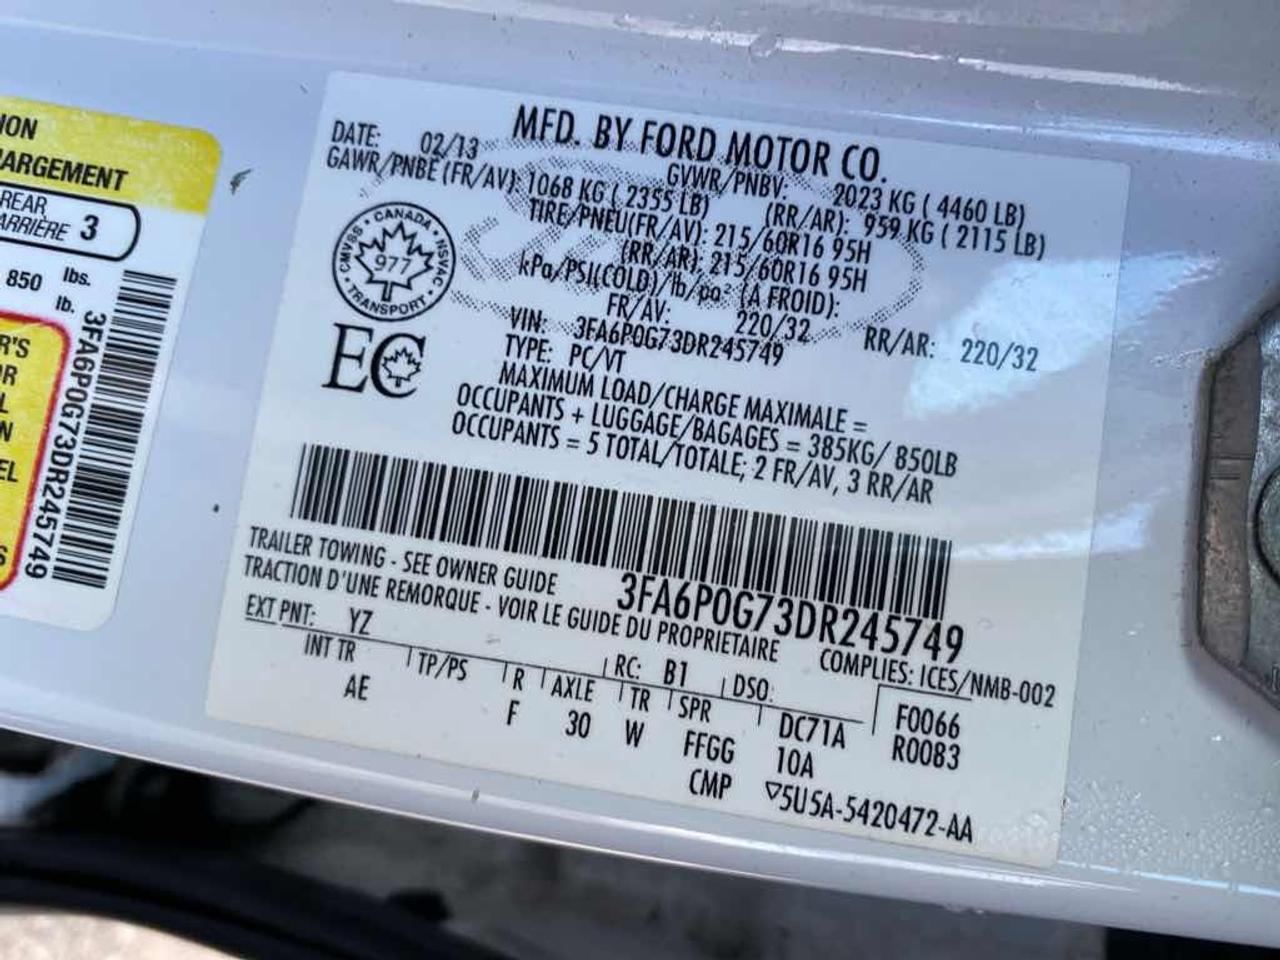 ION
ARGEMENT
REAR
ARRIÈRE 3
850 lbs.
lb.
3FA6P0G73DR245749
MFD. BY FORD MOTOR CO.
DATE: 02/13 GVWR/PNBV: 2023 KG ( 4460 LB)
GAWR/PNBE (FR/AV): 1068 KG ( 2355 LB) (RR/AR): 959 KG ( 2115 LB)
TIRE/PNEU(FR/AV): 215/60R16 95H
(RR/AR): 215/60R16 95H
kPa/PSI(COLD)/lb/po² (A FROID):
FR/AV: 220/32 RR/AR: 220/32
CANADA
CMVSS NSVAC
977
TRANSPORT
VIN: 3FA6P0G73DR245749
TYPE: PC/VT
EC
MAXIMUM LOAD/CHARGE MAXIMALE =
OCCUPANTS + LUGGAGE/BAGAGES = 385KG/ 850LB
OCCUPANTS = 5 TOTAL/TOTALE; 2 FR/AV, 3 RR/AR
TRAILER TOWING - SEE OWNER GUIDE 3FA6P0G73DR245749
TRACTION D'UNE REMORQUE - VOIR LE GUIDE DU PROPRIETAIRE
COMPLIES: ICES/NMB-002
EXT PNT: YZ RC: B1 DSO: F0066
INT TR TP/PS R AXLE TR SPR DC71A R0083
AE F 30 W FFGG 10A
CMP ▽5U5A-5420472-AA